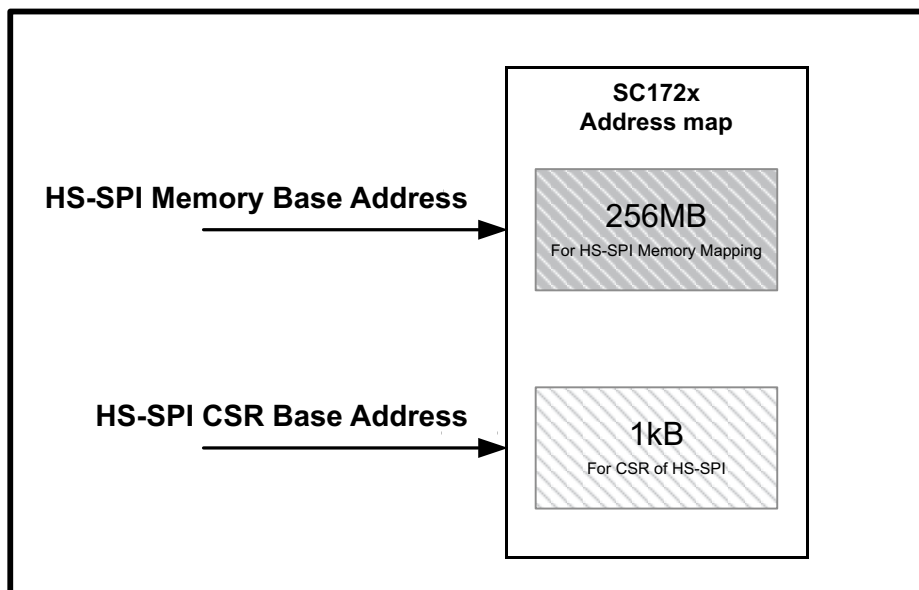 SC172x
Address map
HS-SPI Memory Base Address
256MB
For HS-SPI Memory Mapping
HS-SPI CSR Base Address
1kB
For CSR of HS-SPI